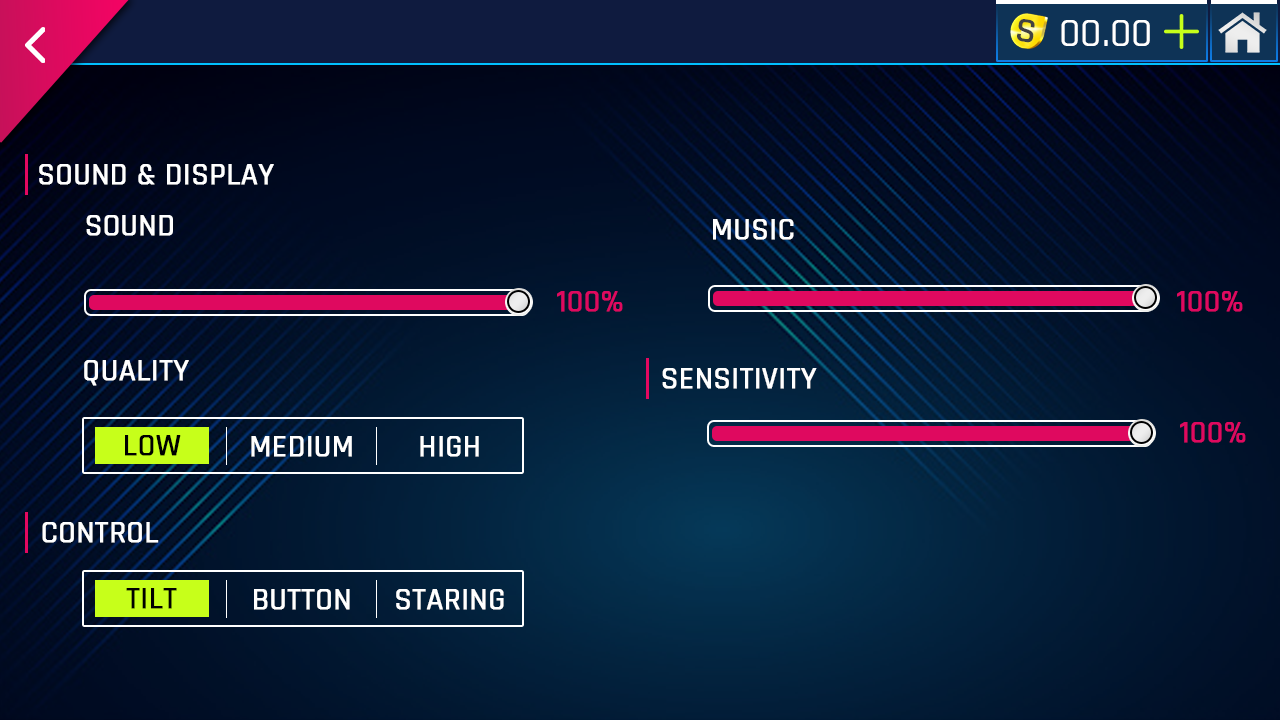 S 00.00
SOUND & DISPLAY
SOUND
100%
MUSIC
100%
QUALITY
LOW MEDIUM HIGH
SENSITIVITY
100%
CONTROL
TILT BUTTON STARING